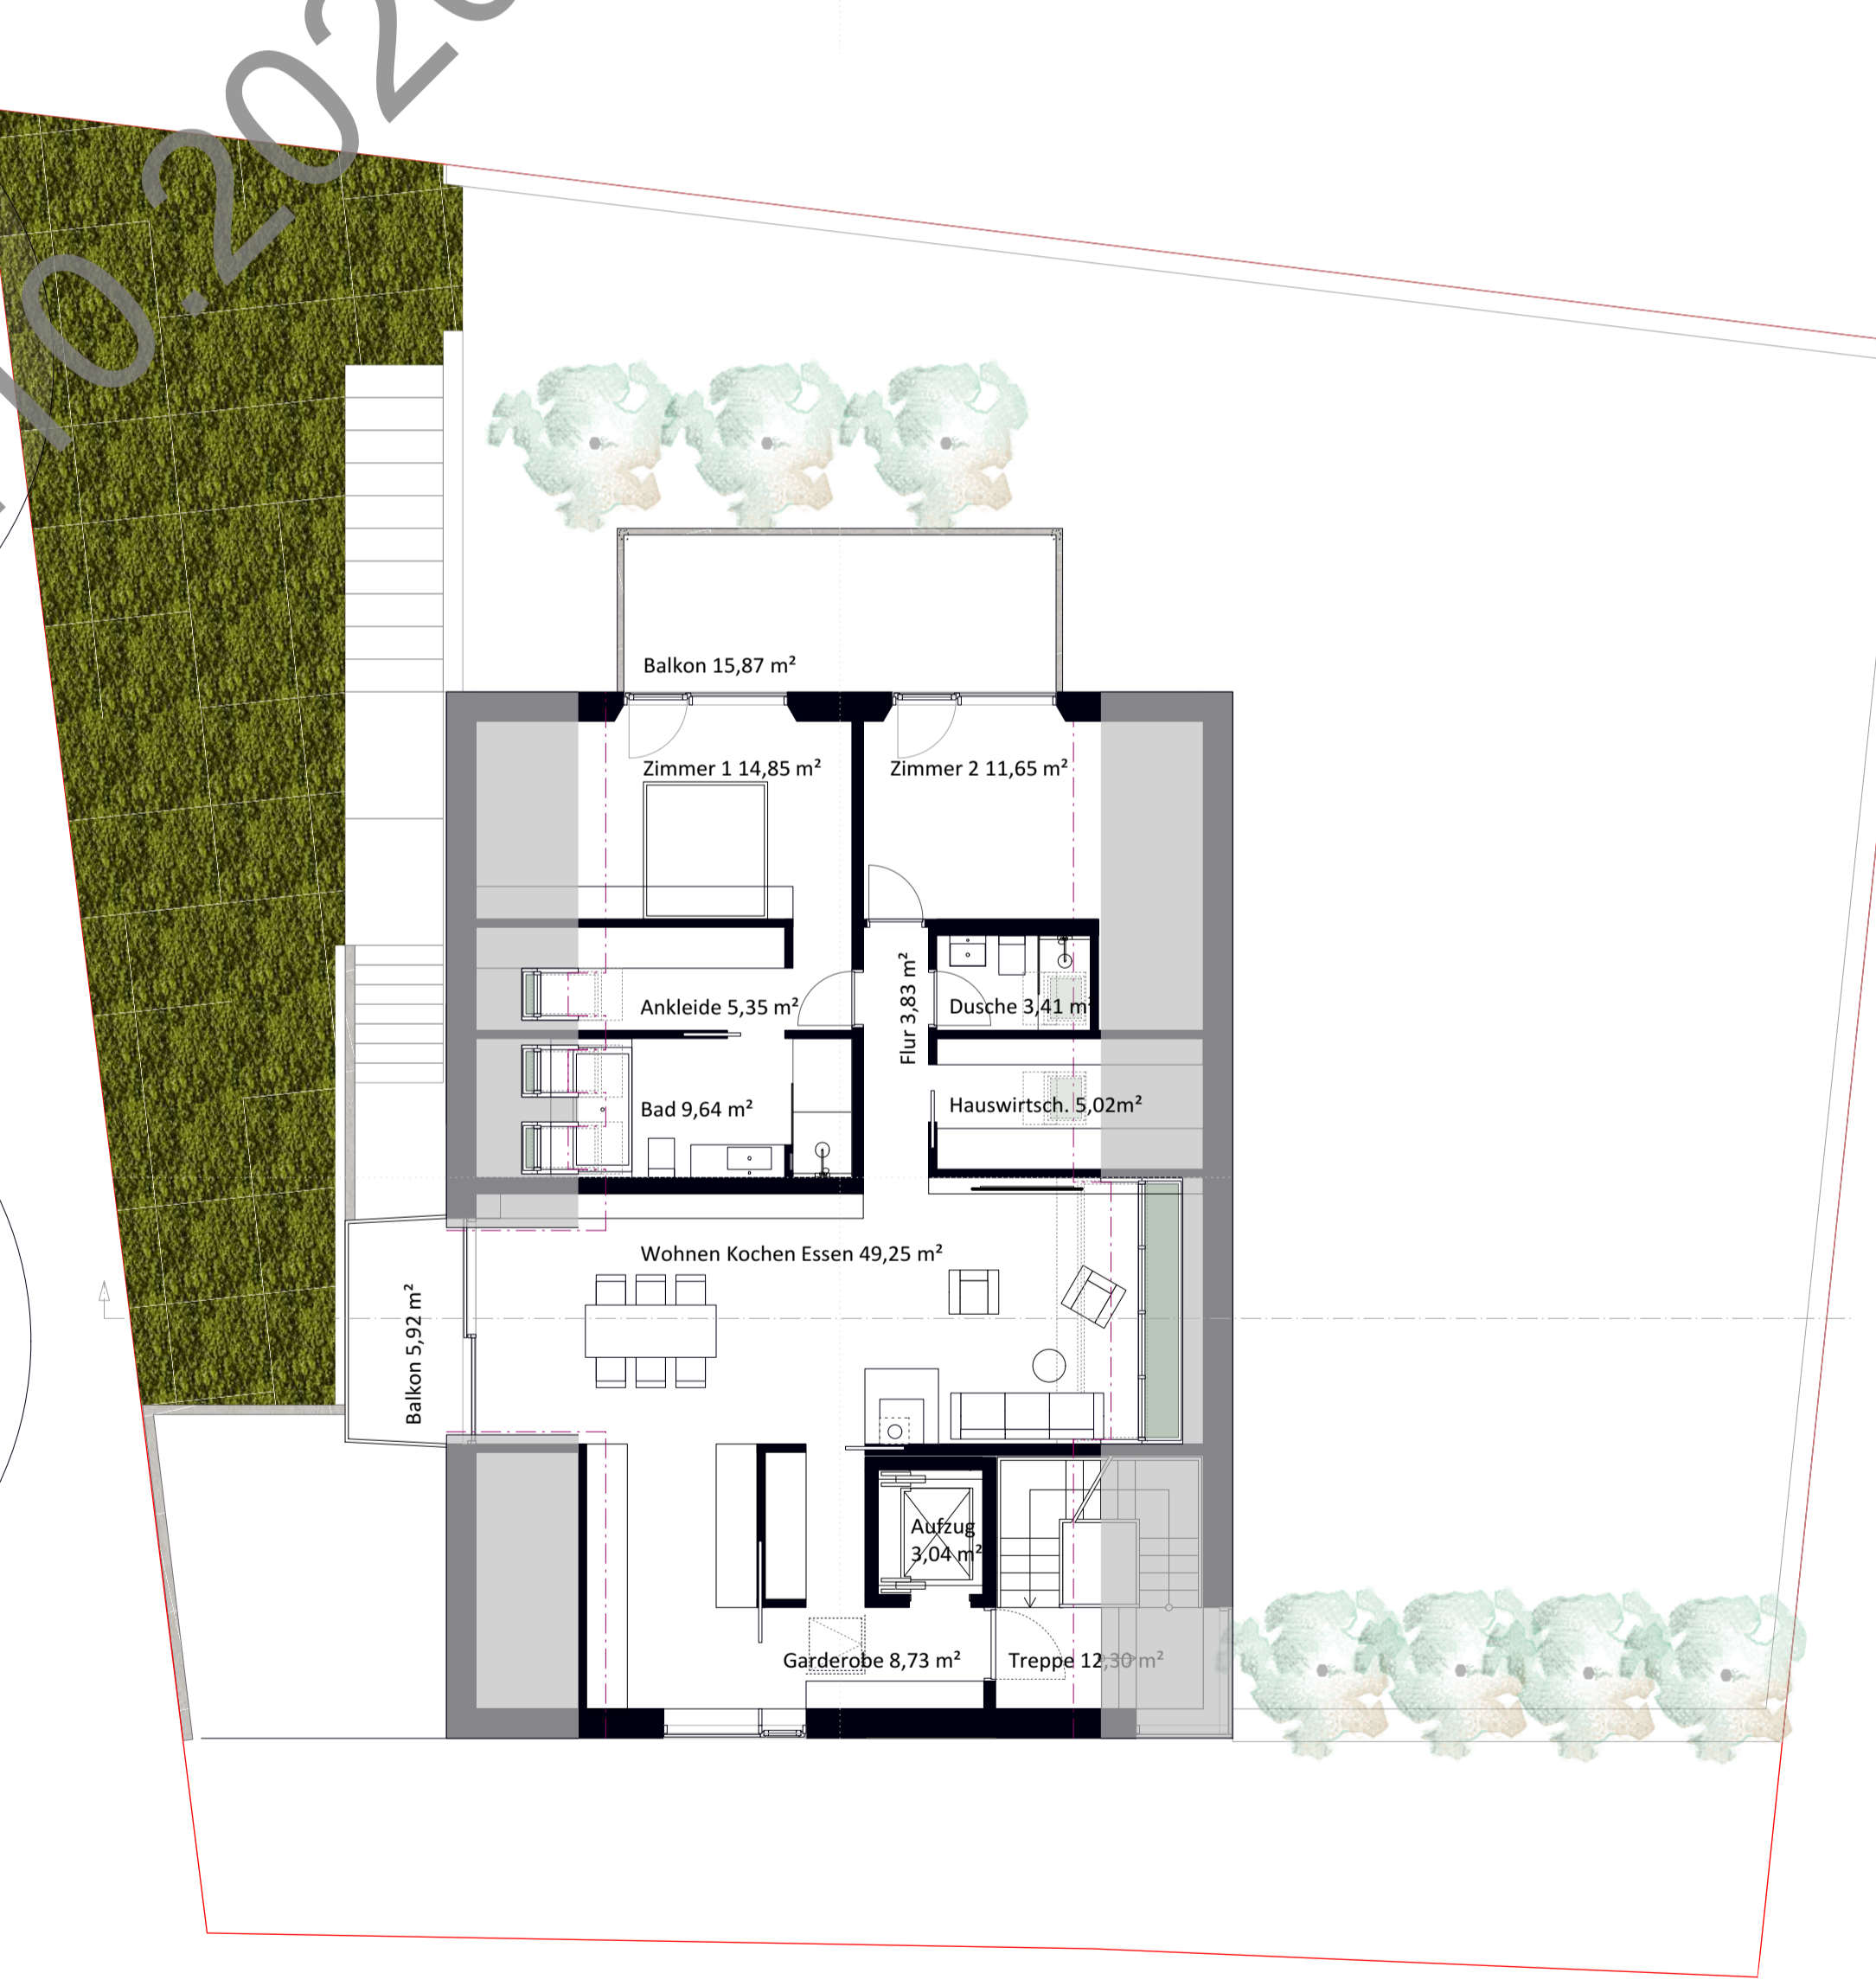 10.202
Balkon 15,87 m²
Zimmer 1 14,85 m²
Zimmer 2 11,65 m²
Ankleide 5,35 m²
Flur 3,83 m²
Dusche 3,41 m²
Bad 9,64 m²
Hauswirtsch. 5,02m²
Wohnen Kochen Essen 49,25 m²
Balkon 5,92 m²
Aufzug
3,04 m²
Garderobe 8,73 m²
Treppe 12,30 m²